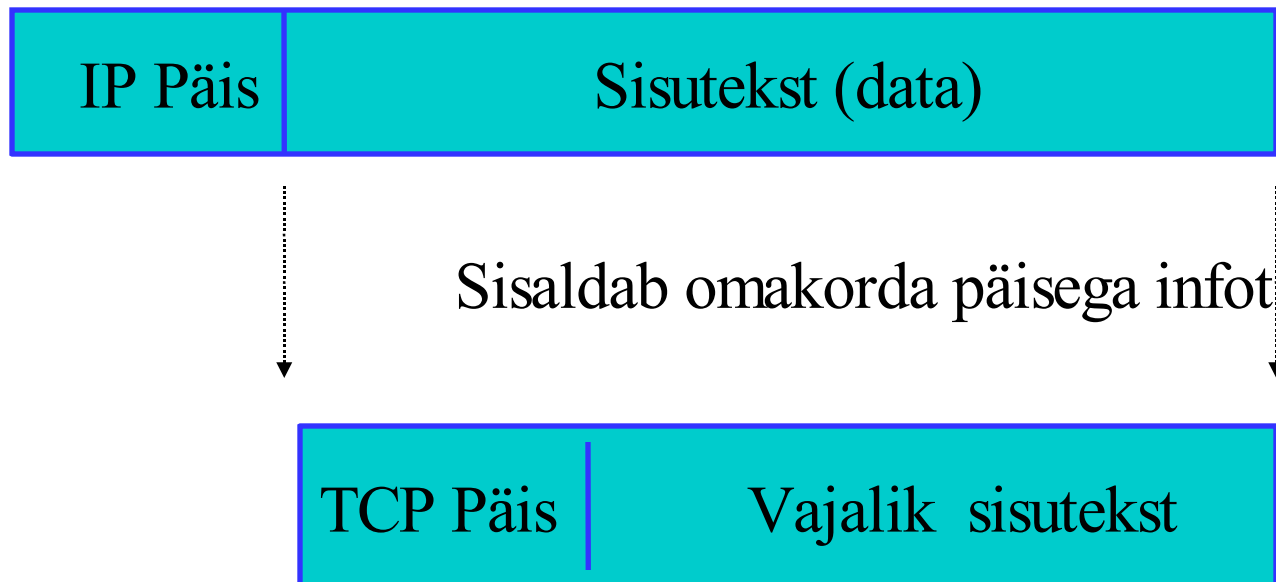 IP Päis
Sisutekst (data)
Sisaldab omakorda päisega infot
TCP Päis
Vajalik sisutekst